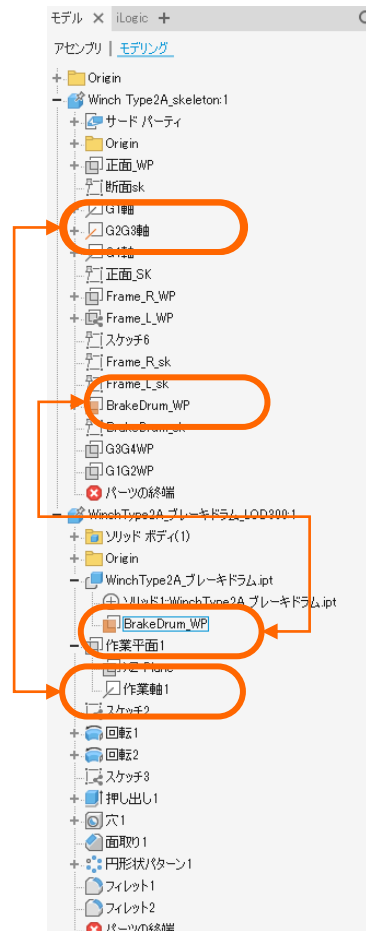 モデル × iLogic +
アセンブリ | モデリング
Origin
Winch Type2A_skeleton:1
サード パーティ
Origin
正面_WP
断面sk
G1軸
G2G3軸
G4軸
正面_SK
Frame_R_WP
Frame_L_WP
スケッチ6
Frame_R_sk
Frame_L_sk
BrakeDrum_WP
BrakeDrum_sk
G3G4WP
G1G2WP
パーツの終端
WinchType2A_ブレーキドラム_LOD300:1
ソリッド ボディ(1)
Origin
WinchType2A_ブレーキドラム.ipt
ソリッド1:WinchType2A_ブレーキドラム.ipt
BrakeDrum_WP
作業平面1
XZ Plane
作業軸1
スケッチ2
回転1
回転2
スケッチ3
押し出し1
穴1
面取り1
円形状パターン1
フィレット1
フィレット2
パーツの終端